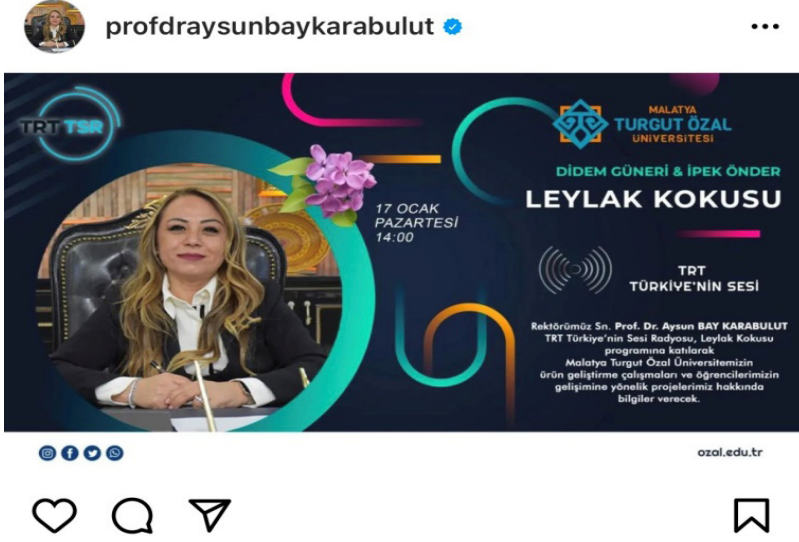 profdraysunbaykarabulut
TRT TSR
MALATYA
TURGUT ÖZAL
ÜNİVERSİTESİ
DİDEM GÜNERİ & İPEK ÖNDER
LEYLAK KOKUSU
17 OCAK
PAZARTESİ
14:00
TRT
TÜRKİYE'NİN SESİ
Rektörümüz Sn. Prof. Dr. Aysun BAY KARABULUT
TRT Türkiye'nin Sesi Radyosu, Leylak Kokusu
programına katılarak
Malatya Turgut Özal Üniversitemizin
ürün geliştirme çalışmaları ve öğrencilerimizin
gelişimine yönelik projelerimiz hakkında
bilgiler verecek.
ozal.edu.tr